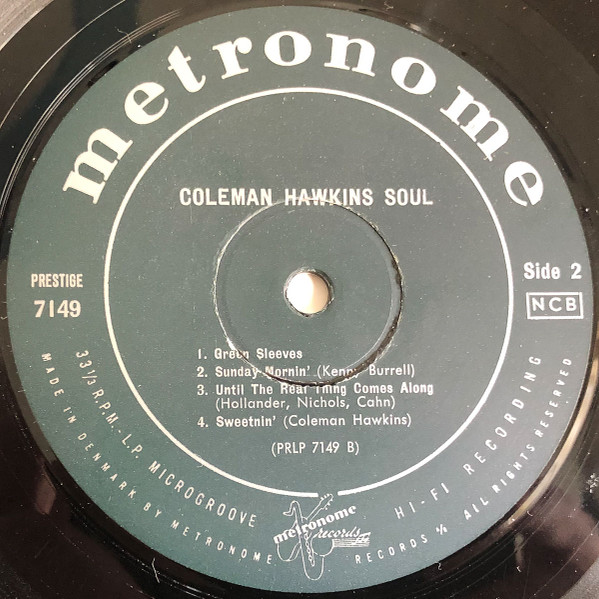 metronome
COLEMAN HAWKINS SOUL
PRESTIGE
7149
Side 2
NCB
1. Green Sleeves
2. Sunday Mornin' (Kenny Burrell)
3. Until The Real Thing Comes Along
(Hollander, Nichols, Cahn)
4. Sweetnin' (Coleman Hawkins)
(PRLP 7149 B)
33 1/3 R.P.M. - L.P. MICROGROOVE
HI-FI RECORDING
MADE IN DENMARK BY METRONOME RECORDS A/S ALL RIGHTS RESERVED
metronome
records